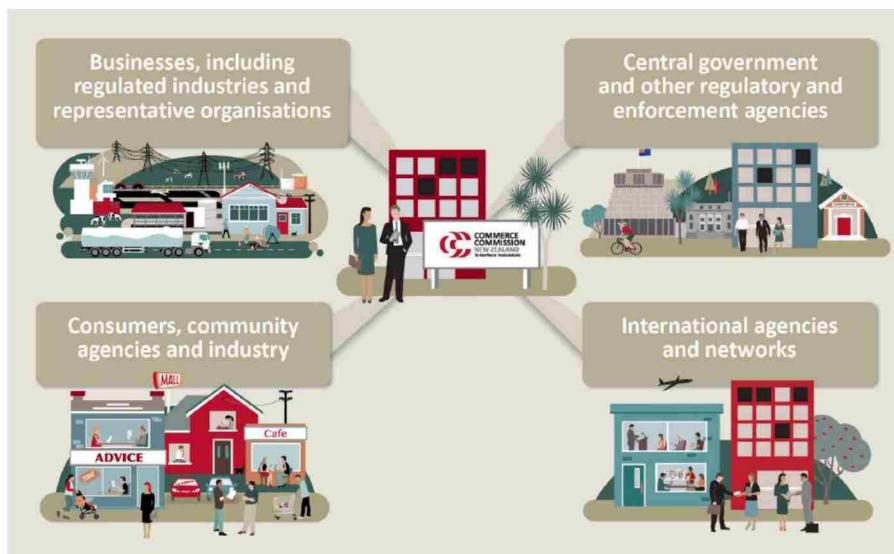 Businesses, including
regulated industries and
representative organisations
Central government
and other regulatory and
enforcement agencies
COMMERCE
COMMISSION
NEW ZEALAND
Consumers, community
agencies and industry
International agencies
and networks
MALL
ADVICE
Cafe